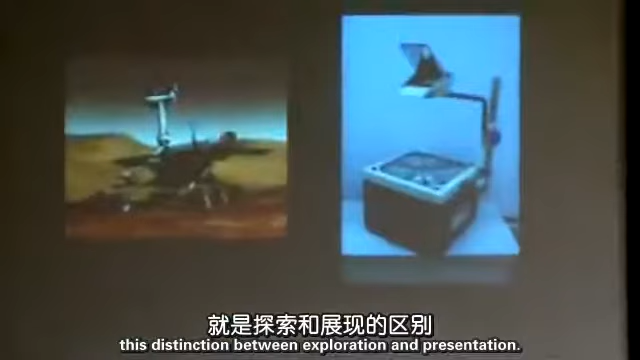 就是探索和展现的区别
this distinction between exploration and presentation.